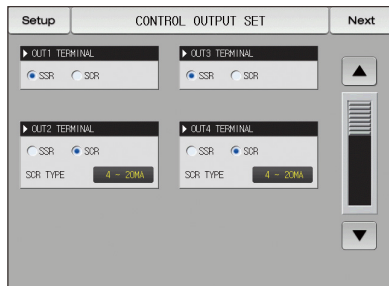 Setup CONTROL OUTPUT SET Next
OUT1 TERMINAL
SSR SCR
OUT3 TERMINAL
SSR SCR
OUT2 TERMINAL
SSR SCR
SCR TYPE 4 - 20MA
OUT4 TERMINAL
SSR SCR
SCR TYPE 4 - 20MA